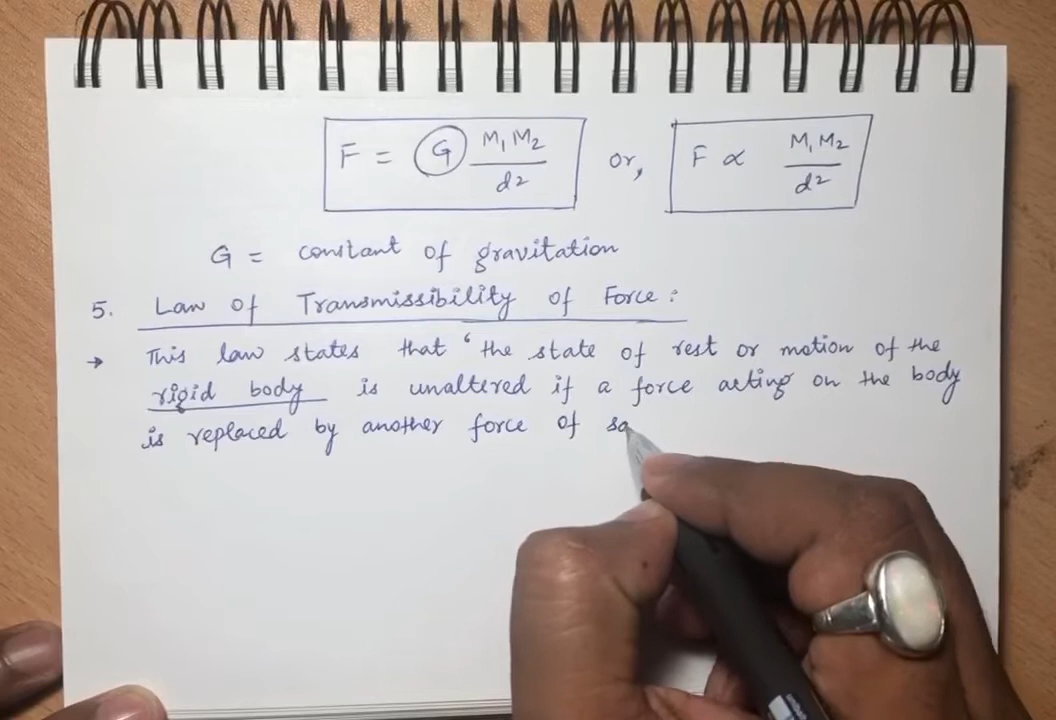 F = G M₁M₂/d² or, F ∝ M₁M₂/d²
G = constant of gravitation
5. Law of Transmissibility of Force :
→ This law states that ‘ the state of rest or motion of the
rigid body is unaltered if a force acting on the body
is replaced by another force of sa